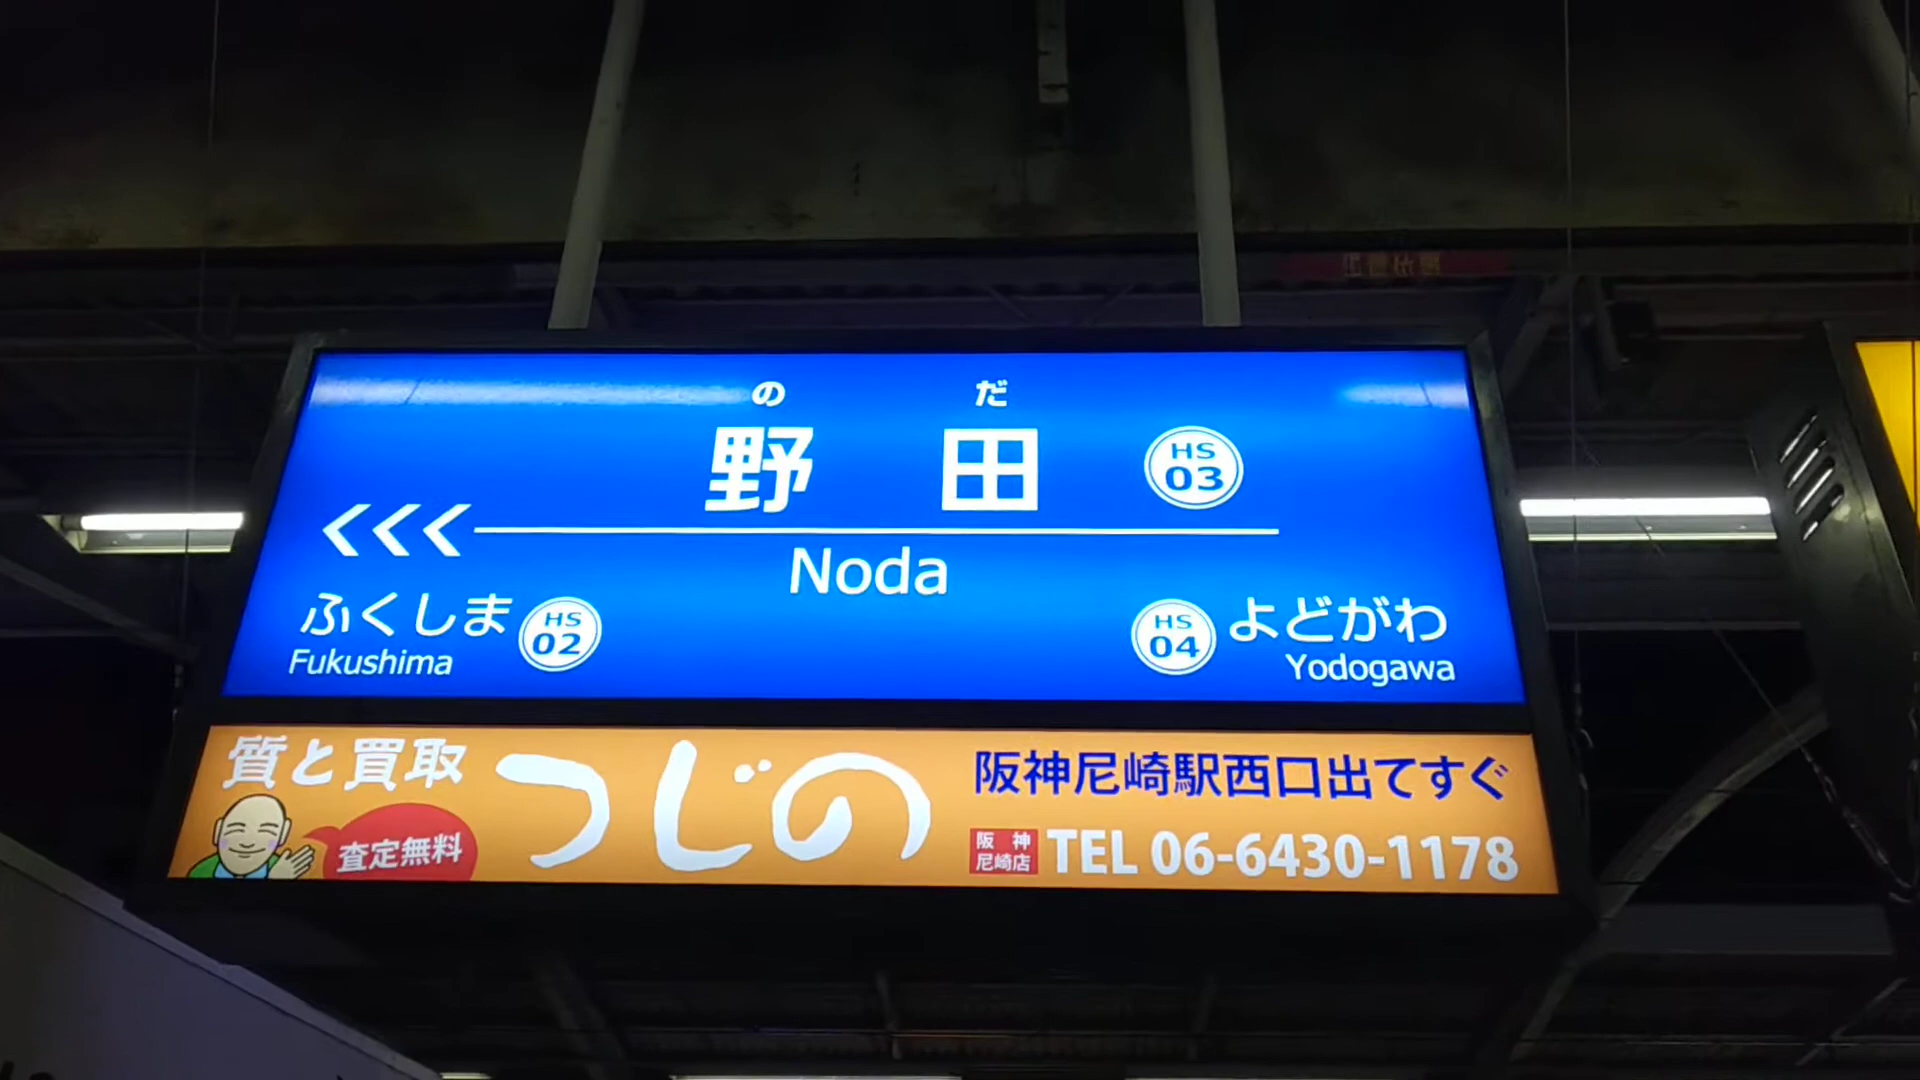 のだ
野田 HS 03
Noda
ふくしま HS 02
Fukushima
HS 04 よどがわ
Yodogawa
質と買取
査定無料
つじの
阪神尼崎駅西口出てすぐ
阪神
尼崎店
TEL 06-6430-1178